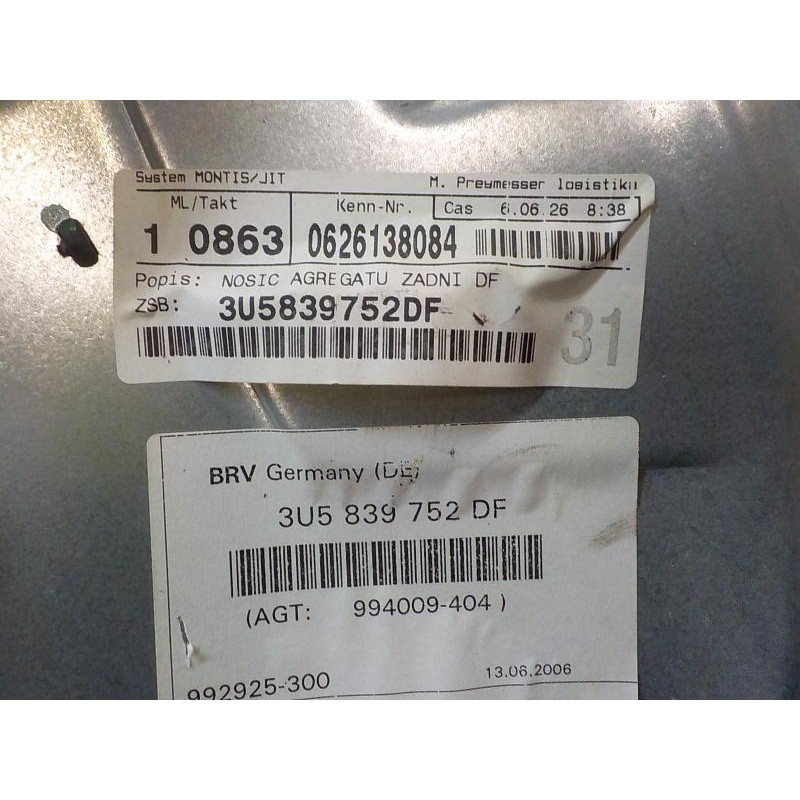 System MONTIS/JIT M. Preymesser logistika
ML/Takt Kenn-Nr. Cas 6.06.26 8:38
1 0863 0626138084
Popis: NOSIC AGREGATU ZADNI DF
ZSB: 3U5839752DF
31
BRV Germany (DE)
3U5 839 752 DF
(AGT: 994009-404)
992925-300 13.06.2006